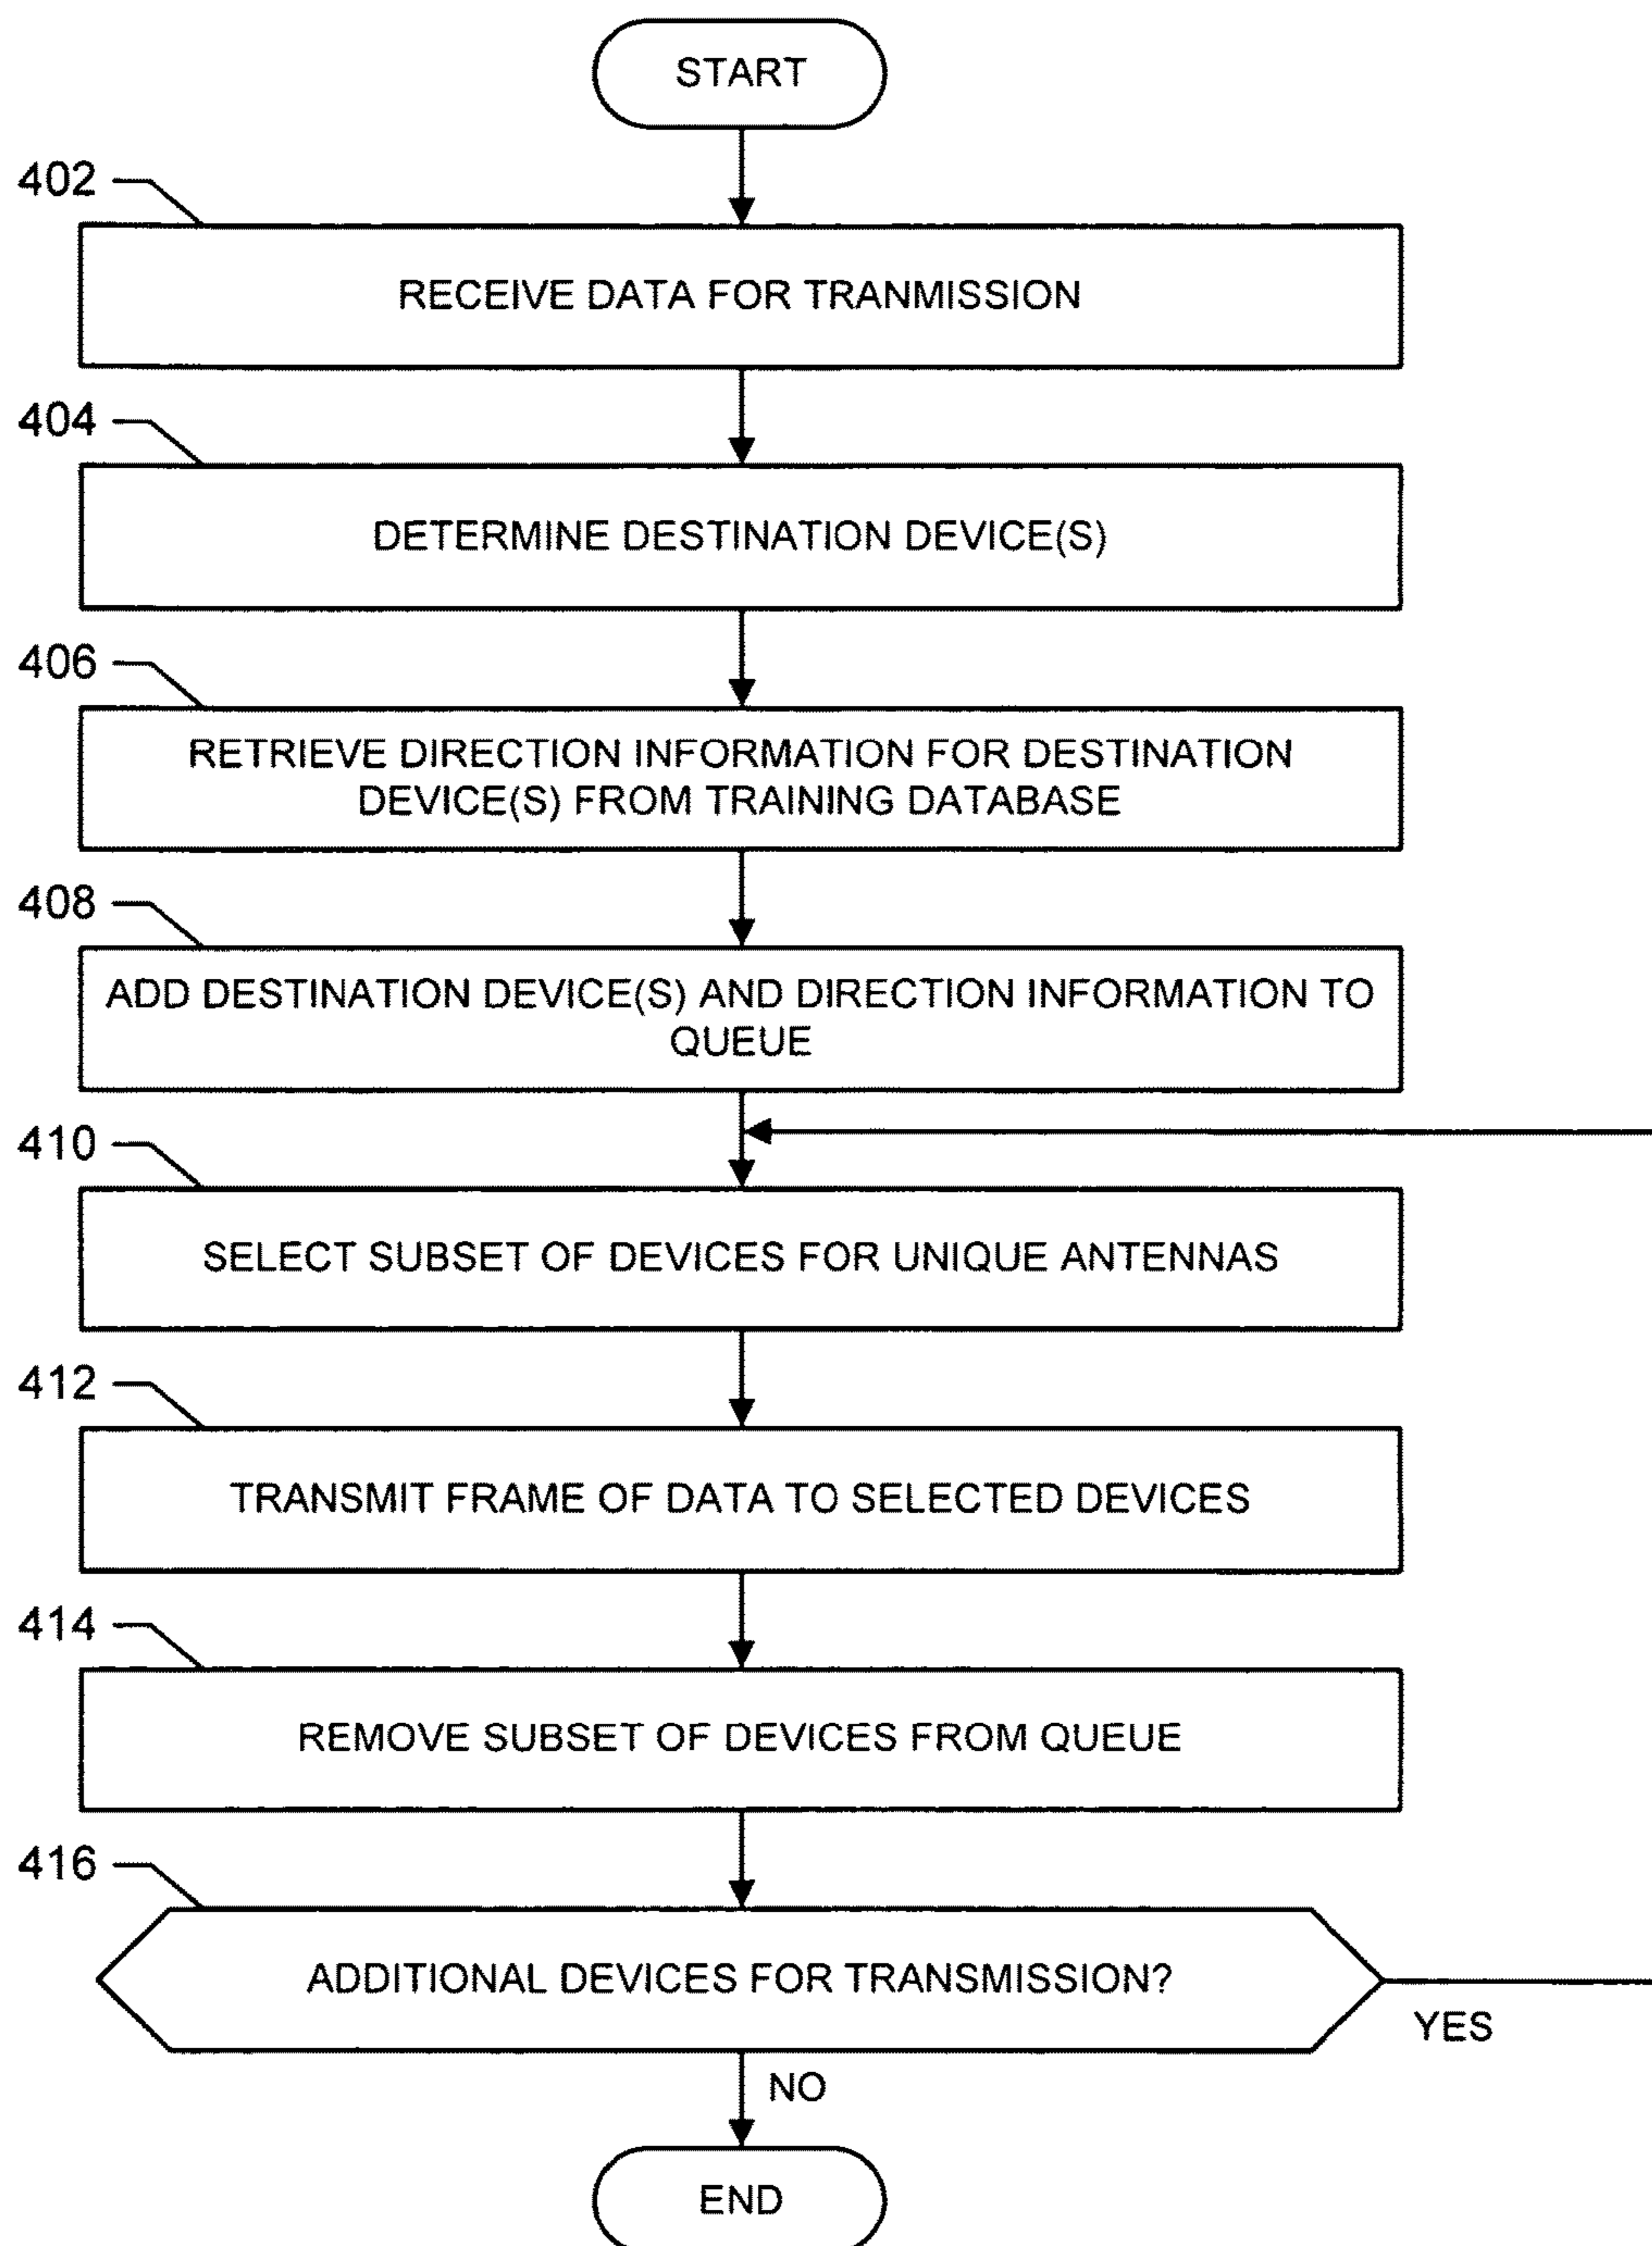 START
402
RECEIVE DATA FOR TRANMISSION
404
DETERMINE DESTINATION DEVICE(S)
406
RETRIEVE DIRECTION INFORMATION FOR DESTINATION
DEVICE(S) FROM TRAINING DATABASE
408
ADD DESTINATION DEVICE(S) AND DIRECTION INFORMATION TO
QUEUE
410
SELECT SUBSET OF DEVICES FOR UNIQUE ANTENNAS
412
TRANSMIT FRAME OF DATA TO SELECTED DEVICES
414
REMOVE SUBSET OF DEVICES FROM QUEUE
416
ADDITIONAL DEVICES FOR TRANSMISSION?
YES
NO
END